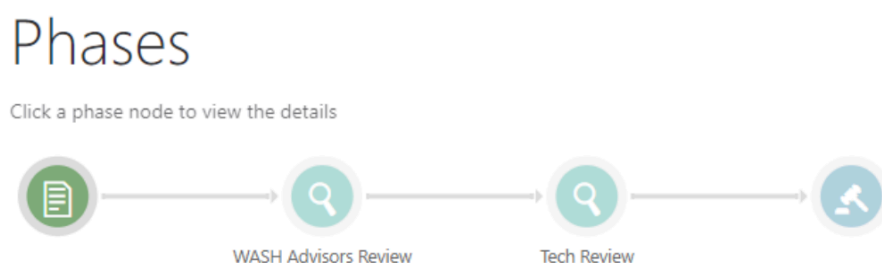 Phases
Click a phase node to view the details
WASH Advisors Review
Tech Review